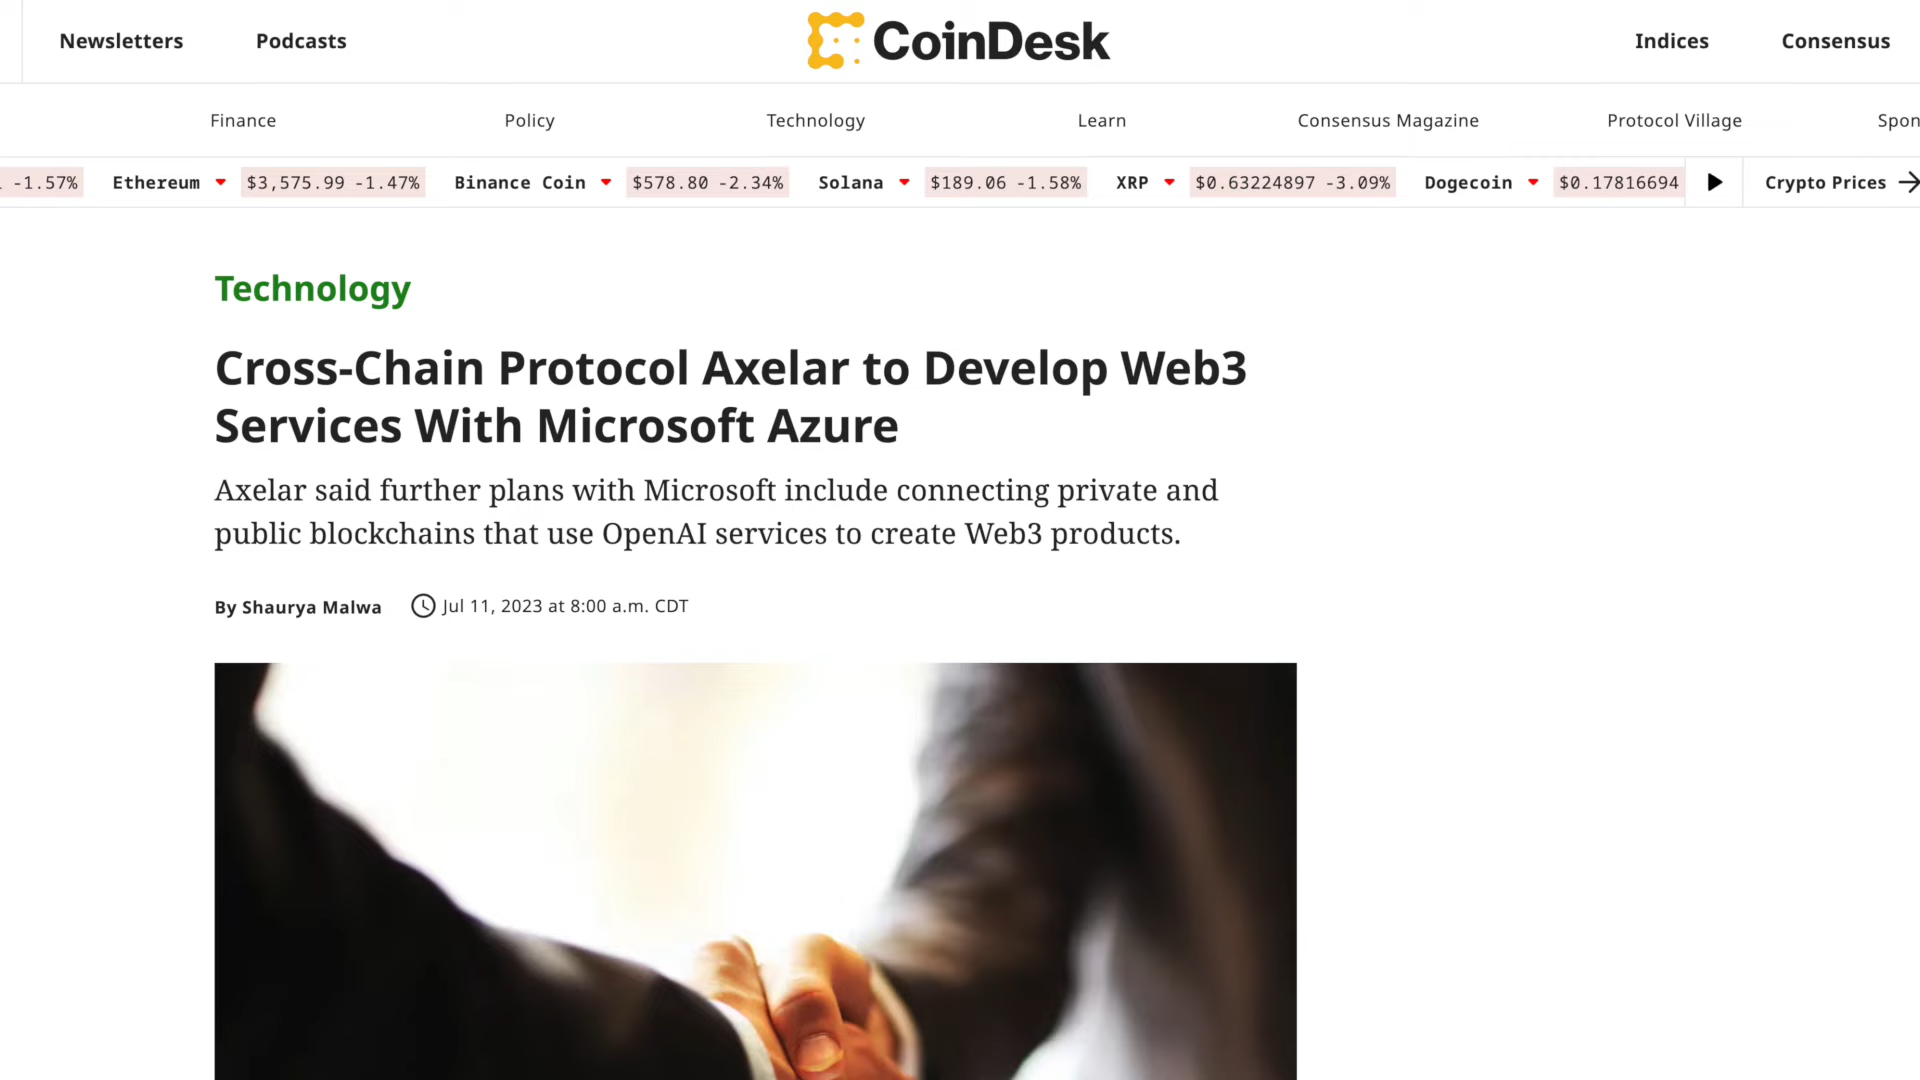 Newsletters Podcasts CoinDesk Indices Consensus
Finance Policy Technology Learn Consensus Magazine Protocol Village Spon
-1.57% Ethereum $3,575.99 -1.47% Binance Coin $578.80 -2.34% Solana $189.06 -1.58% XRP $0.63224897 -3.09% Dogecoin $0.17816694 Crypto Prices
Technology
Cross-Chain Protocol Axelar to Develop Web3
Services With Microsoft Azure
Axelar said further plans with Microsoft include connecting private and
public blockchains that use OpenAI services to create Web3 products.
By Shaurya Malwa Jul 11, 2023 at 8:00 a.m. CDT